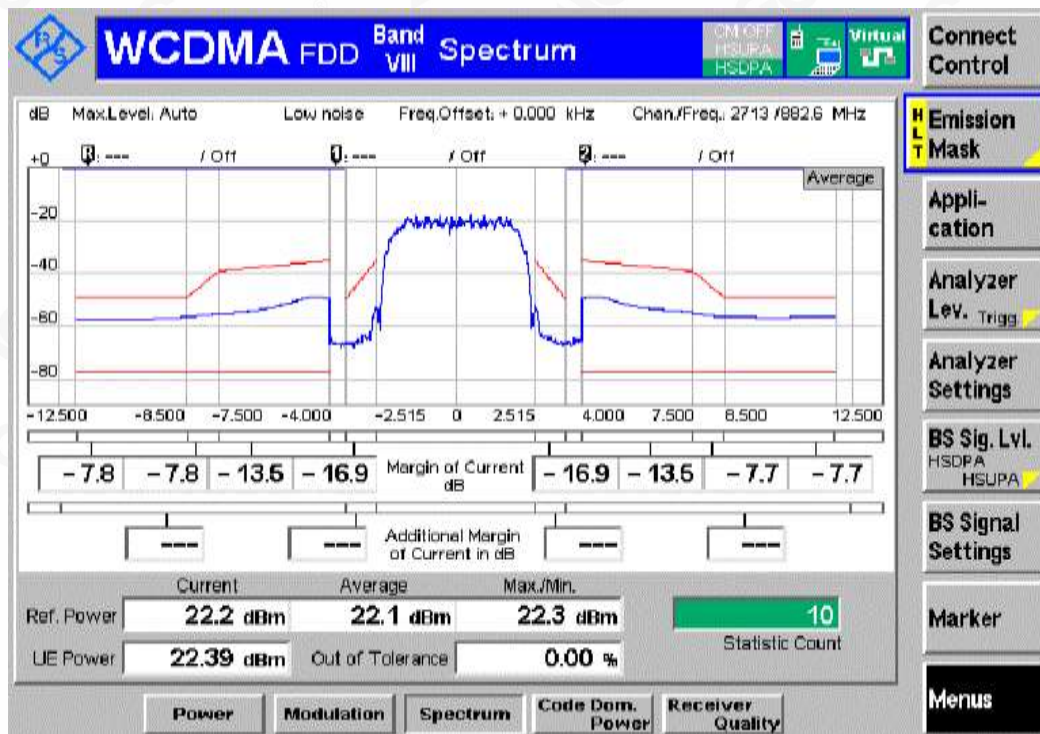 R S
WCDMA FDD Band VIII Spectrum
CM OFF
HSUPA
HSDPA
Virtual
Connect Control
dB Max.Level: Auto Low noise Freq.Offset: + 0.000 kHz Chan./Freq.: 2713 /882.6 MHz
H L T
Emission Mask
+0 R: --- / Off 1: --- / Off 2: --- / Off
Average
-20
-40
-60
-80
-12.500 -8.500 -7.500 -4.000 -2.515 0 2.515 4.000 7.500 8.500 12.500
Appli-
cation
Analyzer
Lev. Trigg.
Analyzer
Settings
BS Sig. Lvl.
HSDPA
HSUPA
-7.8 -7.8 -13.5 -16.9 Margin of Current dB -16.9 -13.5 -7.7 -7.7
--- --- Additional Margin of Current in dB --- ---
BS Signal
Settings
Current Average Max./Min.
Ref. Power 22.2 dBm 22.1 dBm 22.3 dBm 10
Statistic Count
UE Power 22.39 dBm Out of Tolerance 0.00 %
Marker
Menus
Power Modulation Spectrum Code Dom. Power Receiver Quality